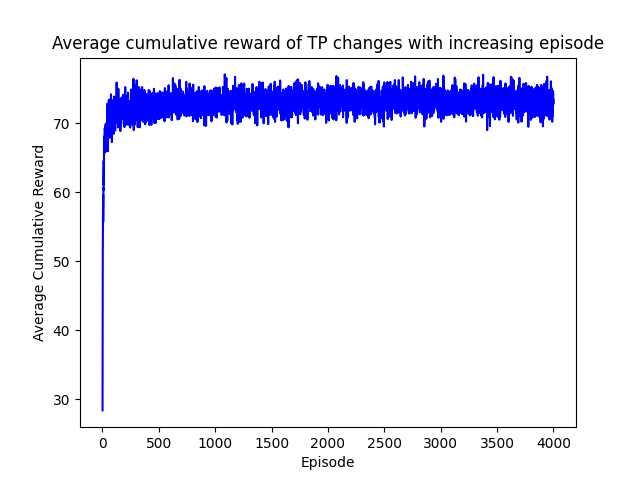 Average cumulative reward of TP changes with increasing episode
Average Cumulative Reward
70
60
50
40
30
0 500 1000 1500 2000 2500 3000 3500 4000
Episode